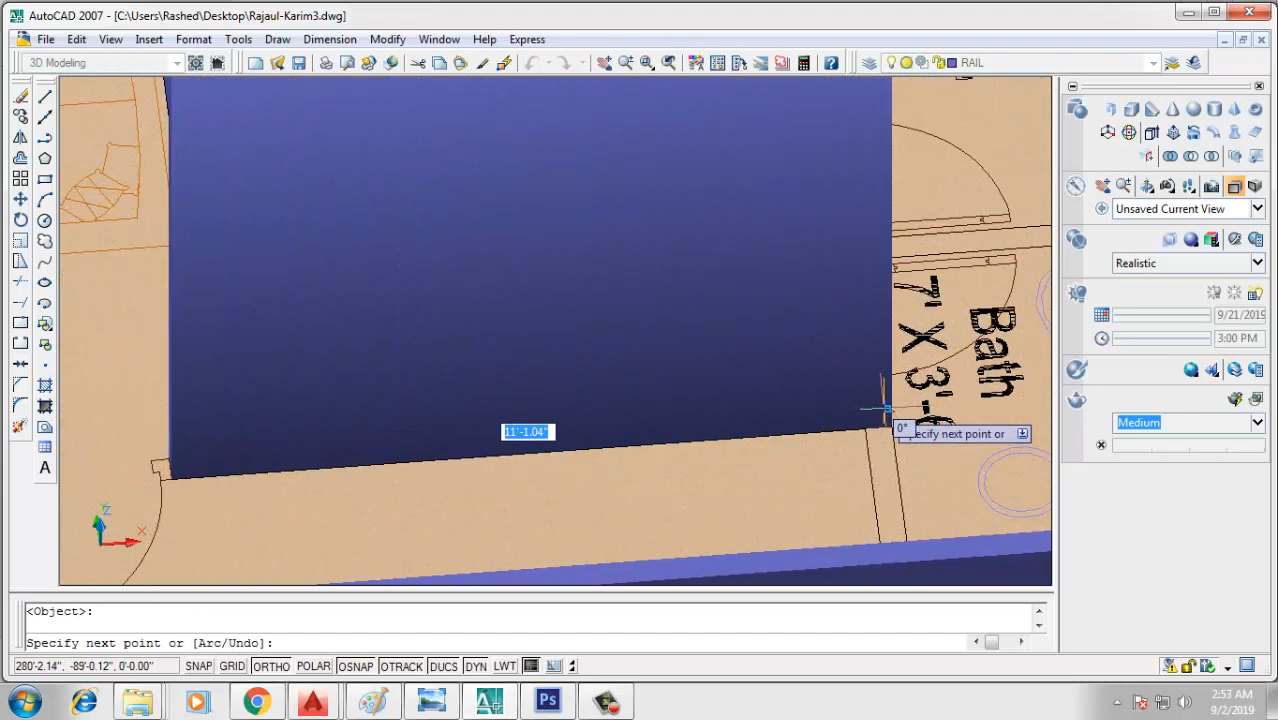 AutoCAD 2007 - [C:\Users\Rashed\Desktop\Rajaul-Karim3.dwg]
File Edit View Insert Format Tools Draw Dimension Modify Window Help Express
3D Modeling
RAIL
Unsaved Current View
Realistic
9/21/2019
3:00 PM
Medium
Bath
7' X 3'-6
11'-1.04"
0°
pecify next point or
Z
X
A
<Object>:
Specify next point or [Arc/Undo]:
280'-2.14", -89'-0.12", 0'-0.00" SNAP GRID ORTHO POLAR OSNAP OTRACK DUCS DYN LWT
Ps
2:53 AM
9/2/2019